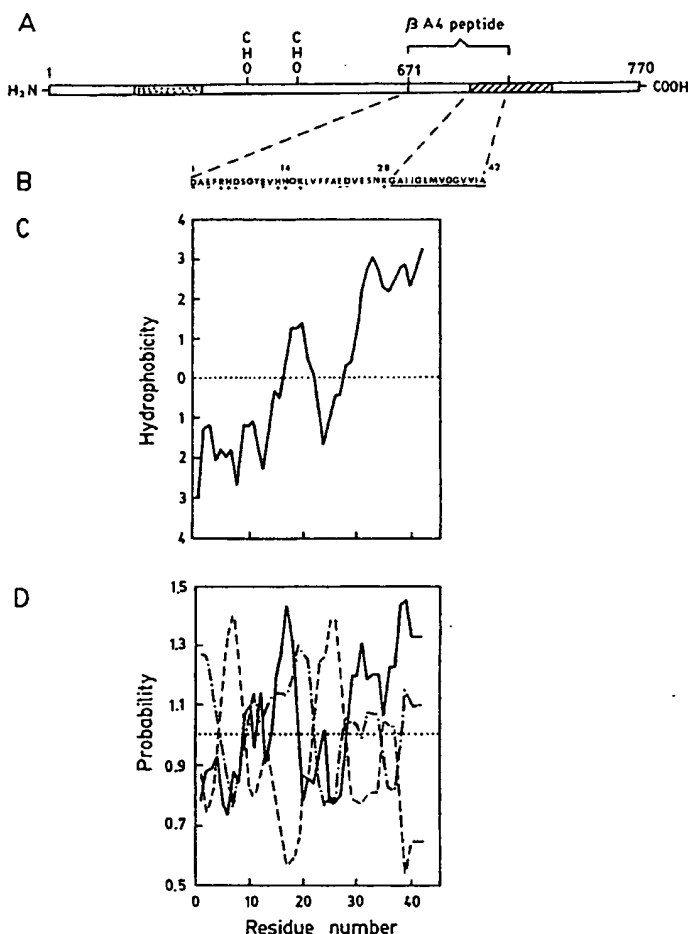 A
β A4 peptide
C C
H H
1 O O 671 770
H₂N COOH
1 14 28 42
B DAEFRHDSGYEVHHQKLVFFAEDVGSNKGAIIGLMVGGVVIA
C
4
3
2
1
0
1
2
3
4
Hydrophobicity
D
1.5
1.3
1.1
0.9
0.7
0.5
Probability
0 10 20 30 40
Residue number